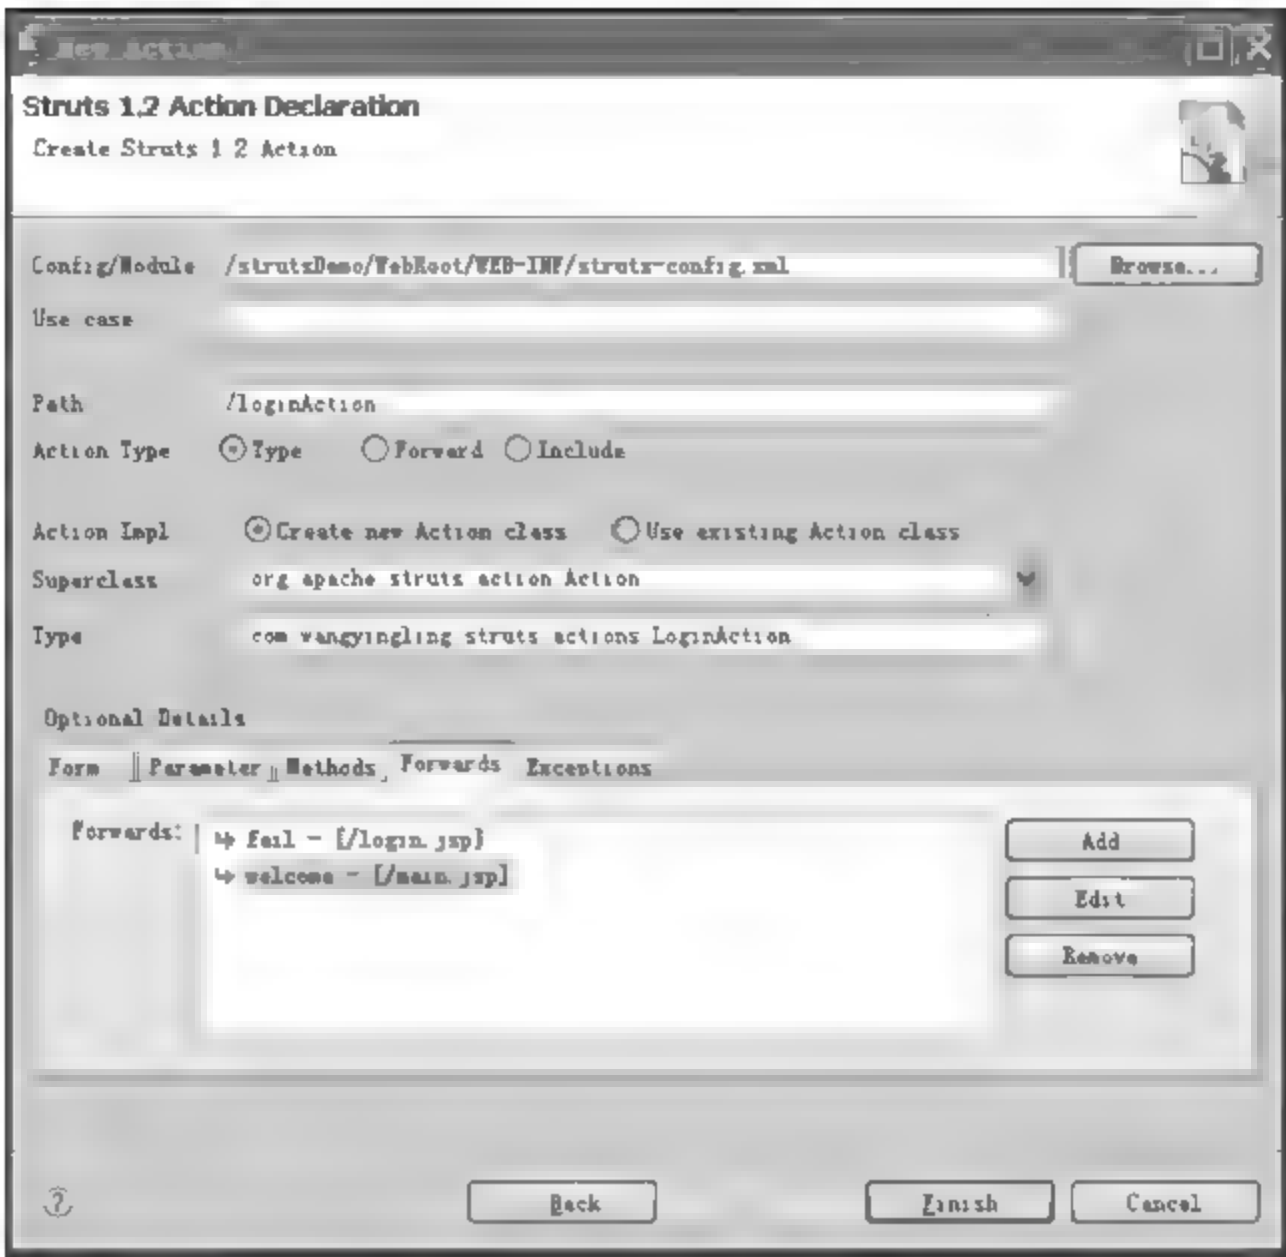 New Action
Struts 1.2 Action Declaration
Create Struts 1 2 Action
Config/Module /strutsDemo/WebRoot/WEB-INF/struts-config.xml Browse...
Use case
Path /loginAction
Action Type Type Forward Include
Action Impl Create new Action class Use existing Action class
Superclass org apache struts action Action
Type com wangyingling struts actions LoginAction
Optional Details
Form Parameter Methods Forwards Exceptions
Forwards: fail - [/login.jsp] Add
welcome - [/main.jsp]
Edit
Remove
? Back Finish Cancel